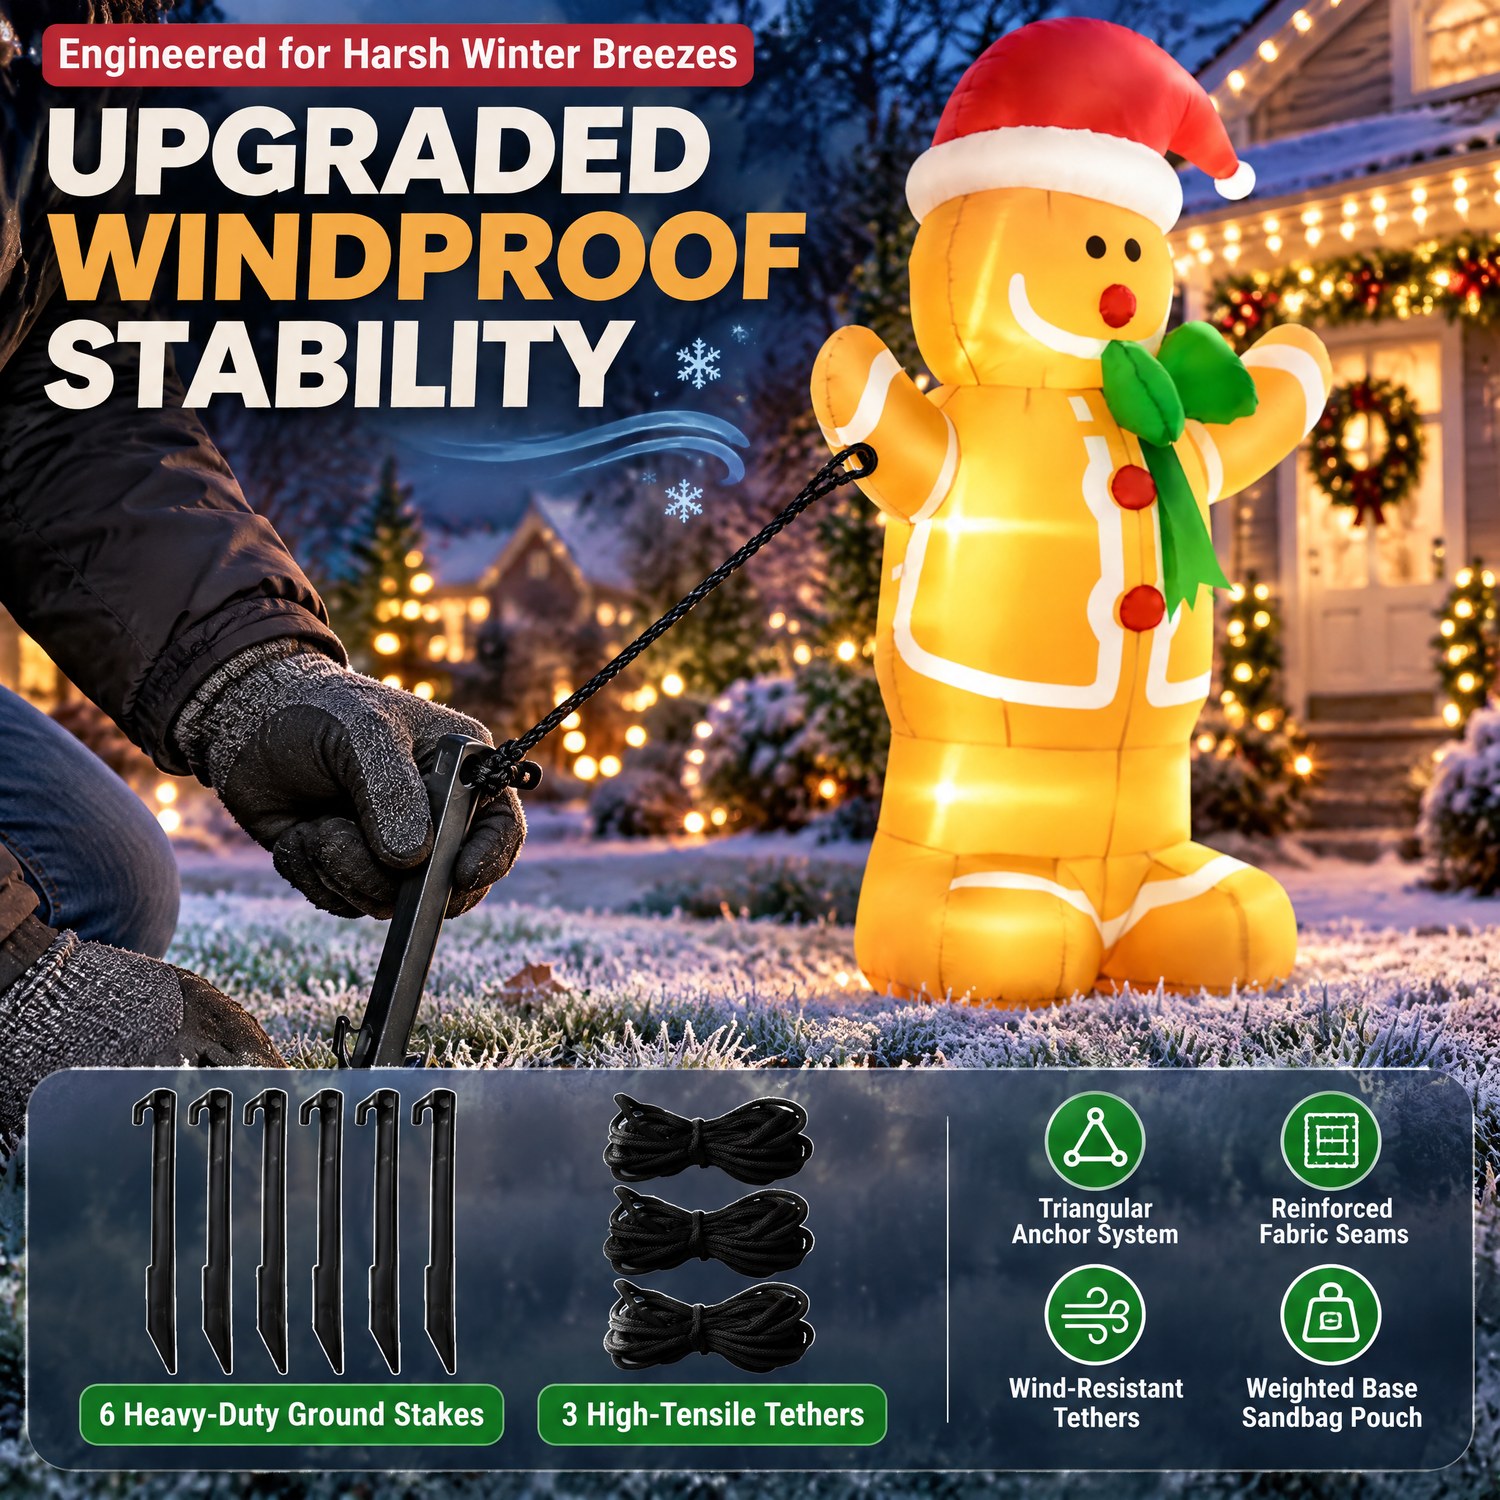 Engineered for Harsh Winter Breezes
UPGRADED
WINDPROOF
STABILITY
6 Heavy-Duty Ground Stakes
3 High-Tensile Tethers
Triangular
Anchor System
Reinforced
Fabric Seams
Wind-Resistant
Tethers
Weighted Base
Sandbag Pouch